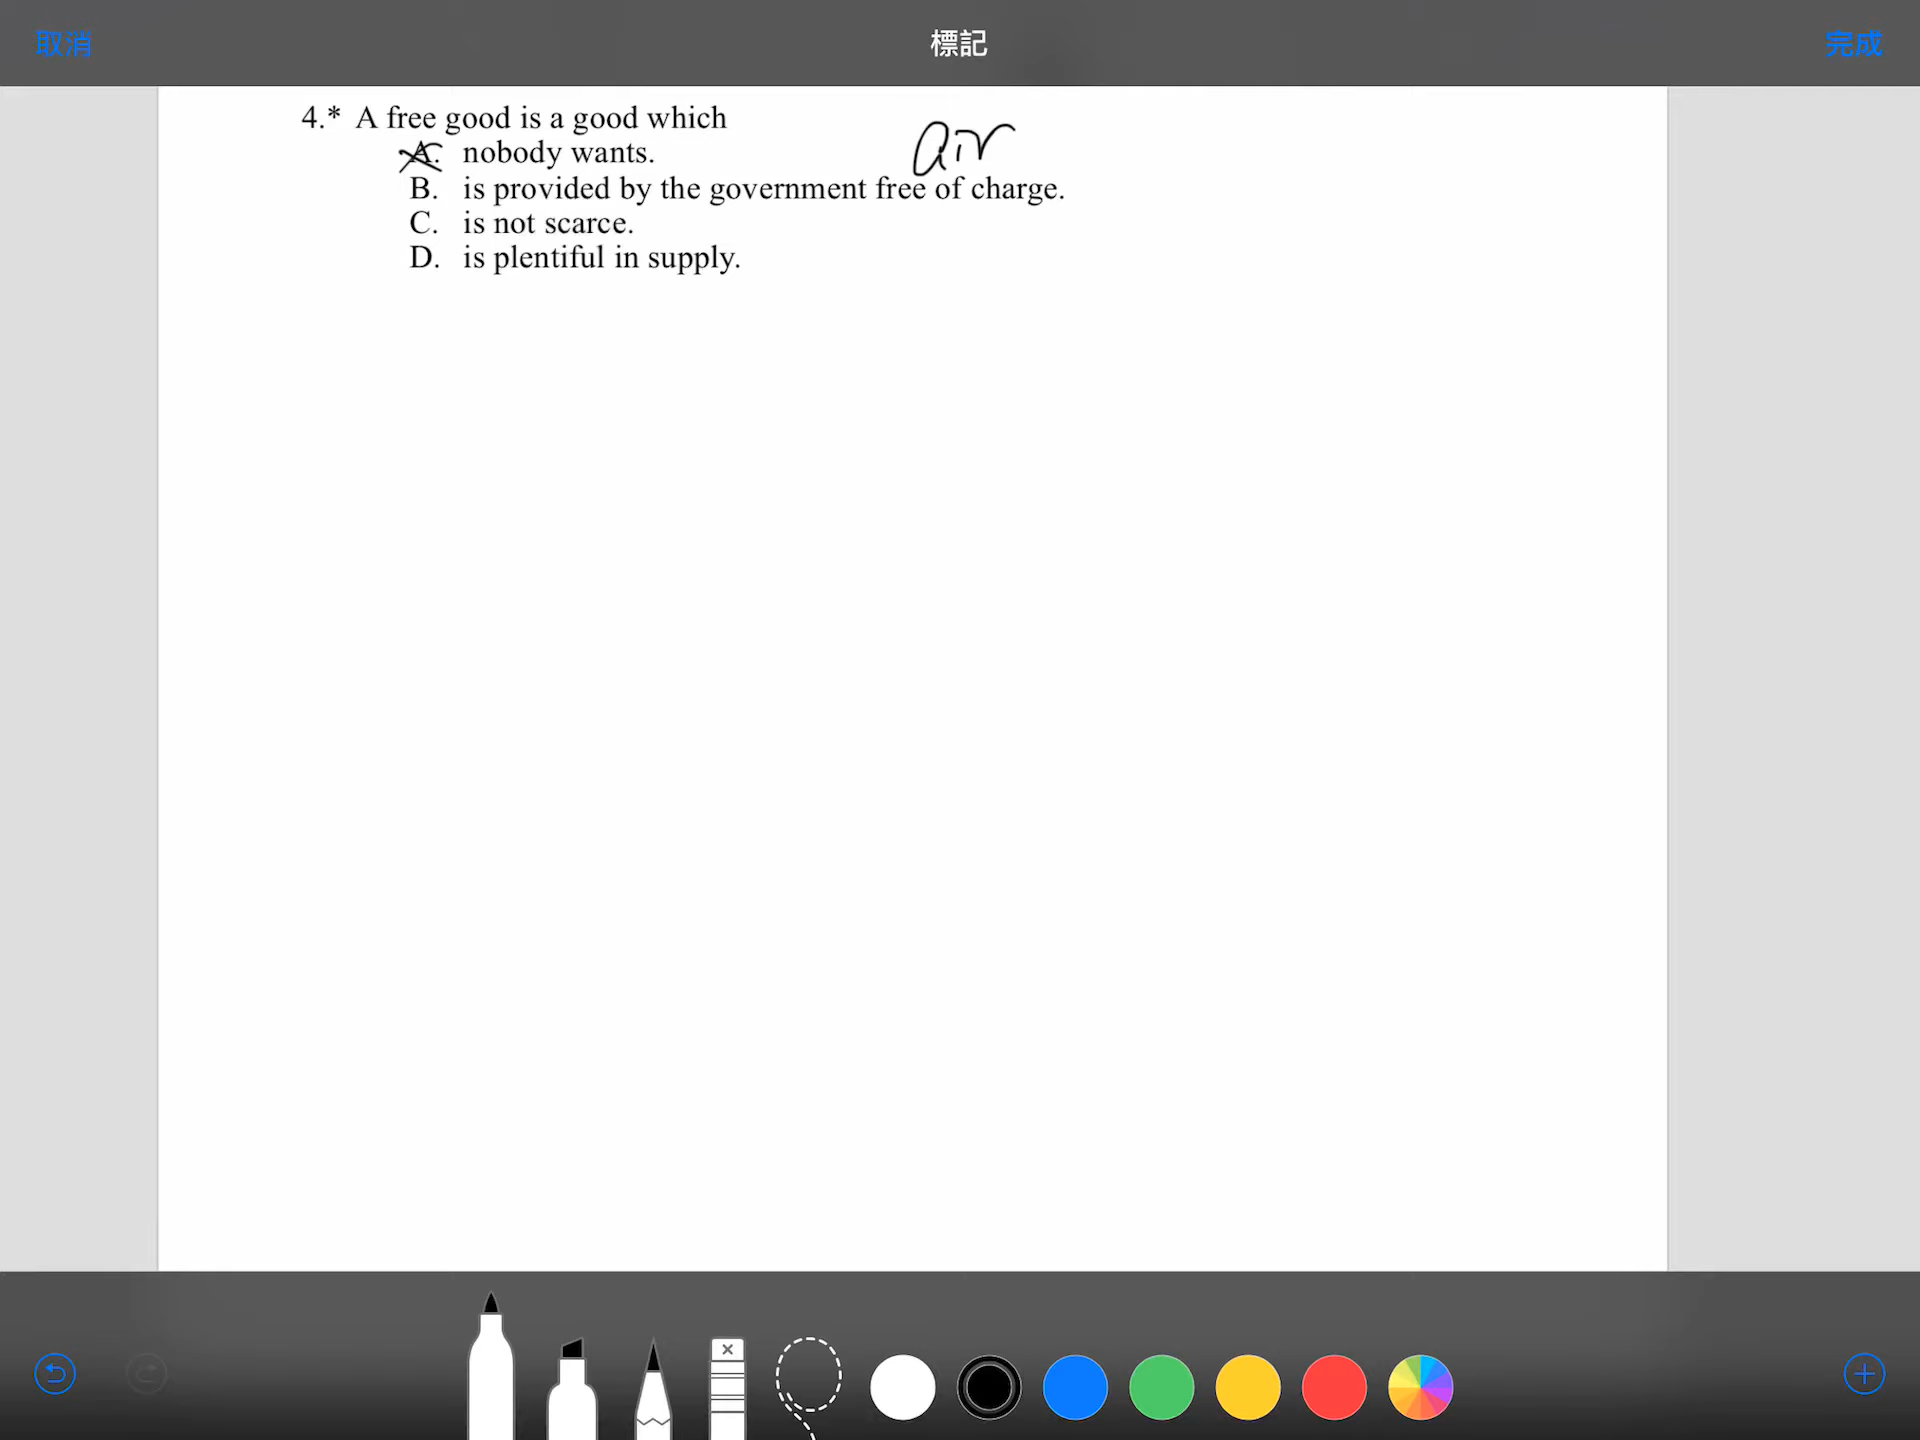 取消 標記 完成
4.* A free good is a good which
air
A. nobody wants.
B. is provided by the government free of charge.
C. is not scarce.
D. is plentiful in supply.